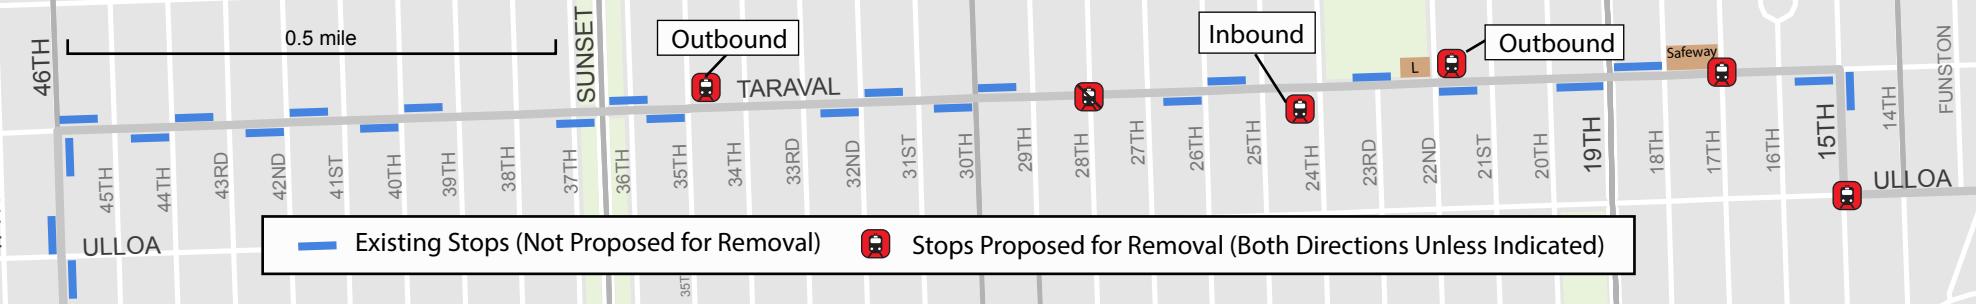 46TH
0.5 mile
SUNSET
Outbound
TARAVAL
Inbound
L
Outbound
Safeway
15TH
14TH
FUNSTON
45TH
44TH
43RD
42ND
41ST
40TH
39TH
38TH
37TH
36TH
35TH
34TH
33RD
32ND
31ST
30TH
29TH
28TH
27TH
26TH
25TH
24TH
23RD
22ND
21ST
20TH
19TH
18TH
17TH
16TH
ULLOA
ULLOA
Existing Stops (Not Proposed for Removal)
Stops Proposed for Removal (Both Directions Unless Indicated)
35T